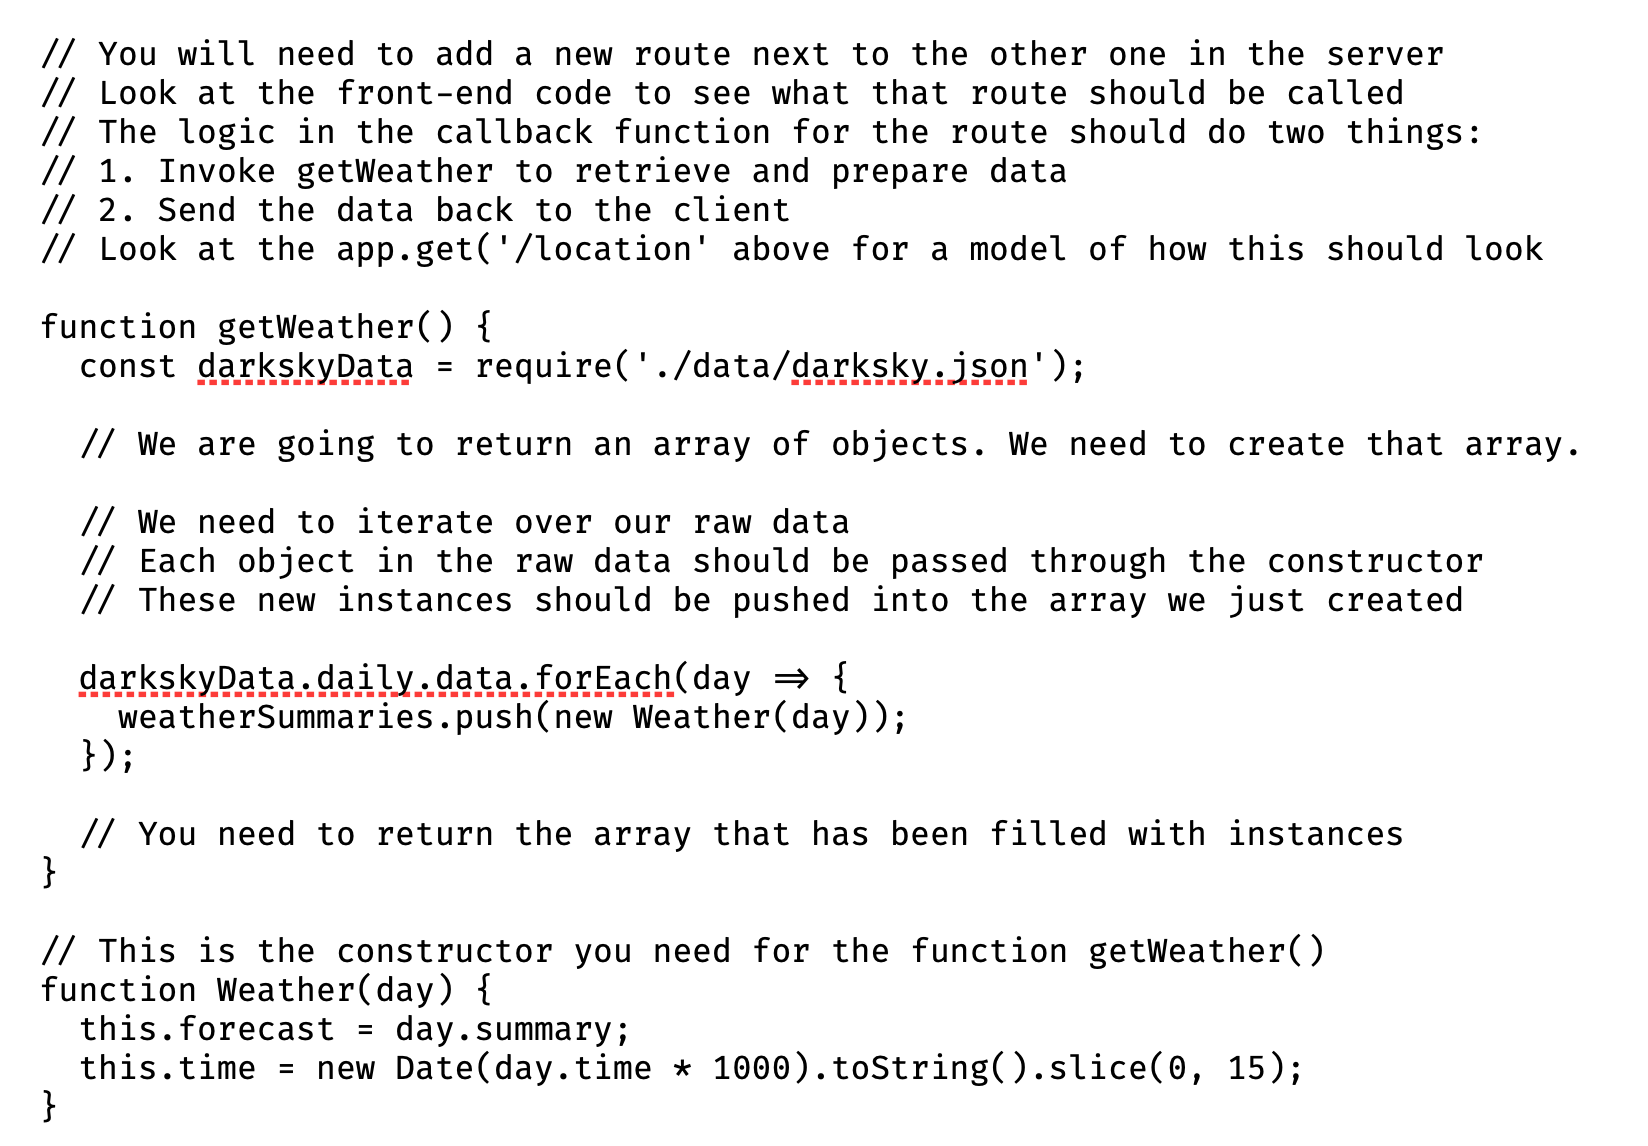 // You will need to add a new route next to the other one in the server
// Look at the front-end code to see what that route should be called
// The logic in the callback function for the route should do two things:
// 1. Invoke getWeather to retrieve and prepare data
// 2. Send the data back to the client
// Look at the app.get('/location' above for a model of how this should look
function getWeather() {
const darkskyData = require('./data/darksky.json');
// We are going to return an array of objects. We need to create that array.
// We need to iterate over our raw data
// Each object in the raw data should be passed through the constructor
// These new instances should be pushed into the array we just created
darkskyData.daily.data.forEach(day => {
weatherSummaries.push(new Weather(day));
});
// You need to return the array that has been filled with instances
}
// This is the constructor you need for the function getWeather()
function Weather(day) {
this.forecast = day.summary;
this.time = new Date(day.time * 1000).toString().slice(0, 15);
}